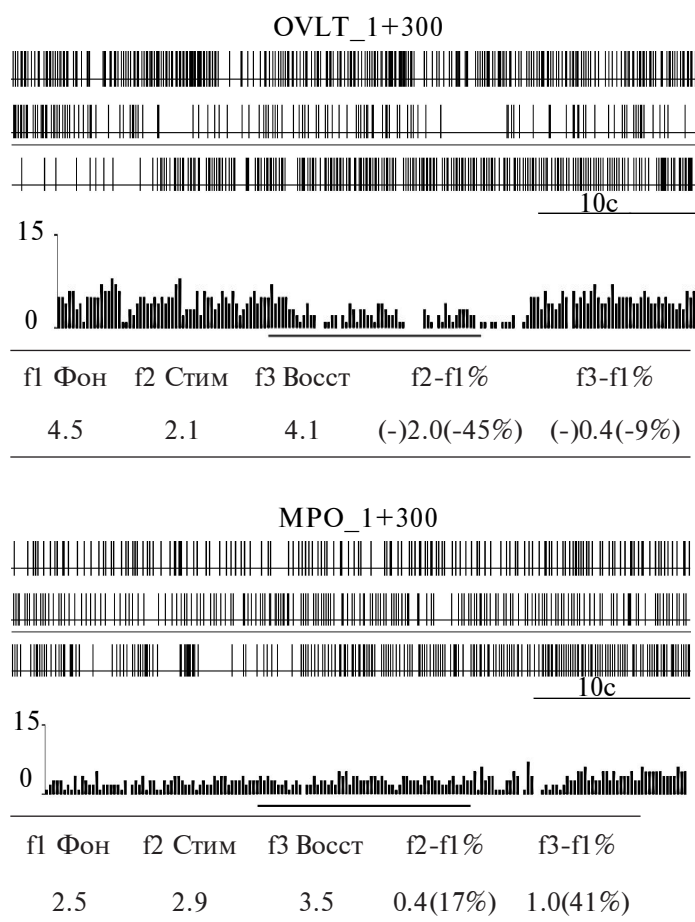 OVLT_1+300
10с
15
0
f1 Фон f2 Стим f3 Восст f2-f1% f3-f1%
4.5 2.1 4.1 (-)2.0(-45%) (-)0.4(-9%)
MPO_1+300
10с
15
0
f1 Фон f2 Стим f3 Восст f2-f1% f3-f1%
2.5 2.9 3.5 0.4(17%) 1.0(41%)